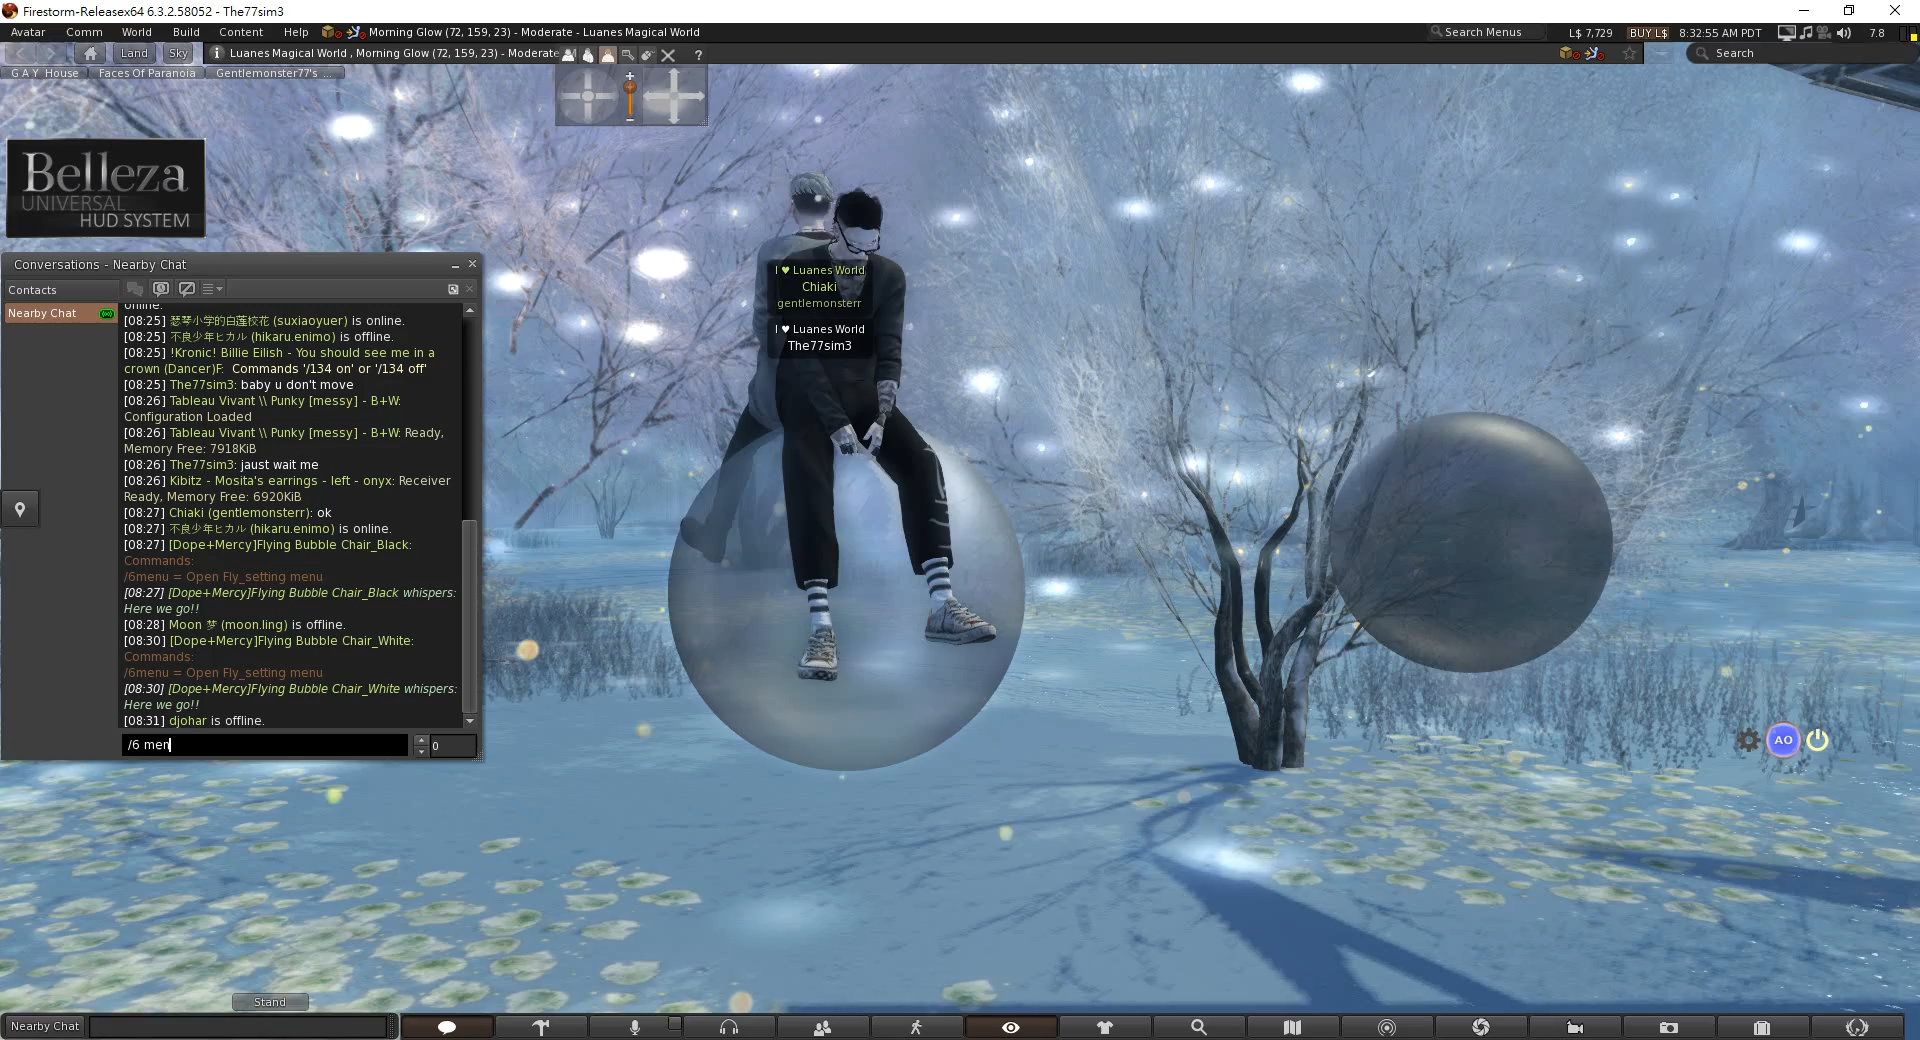 Firestorm-Releasex64 6.3.2.58052 - The77sim3
Avatar Comm World Build Content Help Morning Glow (72, 159, 23) - Moderate - Luanes Magical World Search Menus L$ 7,729 BUY L$ 8:32:55 AM PDT 7.8
Land Sky Luanes Magical World , Morning Glow (72, 159, 23) - Moderate ? Search
G A Y House Faces Of Paranoia Gentlemonster77's ...
Belleza
UNIVERSAL
HUD SYSTEM
Conversations - Nearby Chat
Contacts
Nearby Chat
online.
[08:25] 瑟琴小学的白莲校花 (suxiaoyuer) is online.
[08:25] 不良少年ヒカル (hikaru.enimo) is offline.
[08:25] !Kronic! Billie Eilish - You should see me in a
crown (Dancer)F: Commands '/134 on' or '/134 off'
[08:25] The77sim3: baby u don't move
[08:26] Tableau Vivant \\ Punky [messy] - B+W:
Configuration Loaded
[08:26] Tableau Vivant \\ Punky [messy] - B+W: Ready,
Memory Free: 7918KiB
[08:26] The77sim3: jaust wait me
[08:26] Kibitz - Mosita's earrings - left - onyx: Receiver
Ready, Memory Free: 6920KiB
[08:27] Chiaki (gentlemonsterr): ok
[08:27] 不良少年ヒカル (hikaru.enimo) is online.
[08:27] [Dope+Mercy]Flying Bubble Chair_Black:
Commands:
/6menu = Open Fly_setting menu
[08:27] [Dope+Mercy]Flying Bubble Chair_Black whispers:
Here we go!!
[08:28] Moon 梦 (moon.ling) is offline.
[08:30] [Dope+Mercy]Flying Bubble Chair_White:
Commands:
/6menu = Open Fly_setting menu
[08:30] [Dope+Mercy]Flying Bubble Chair_White whispers:
Here we go!!
[08:31] djohar is offline.
/6 men 0
I ♥ Luanes World
Chiaki
gentlemonsterr
I ♥ Luanes World
The77sim3
AO
Stand
Nearby Chat